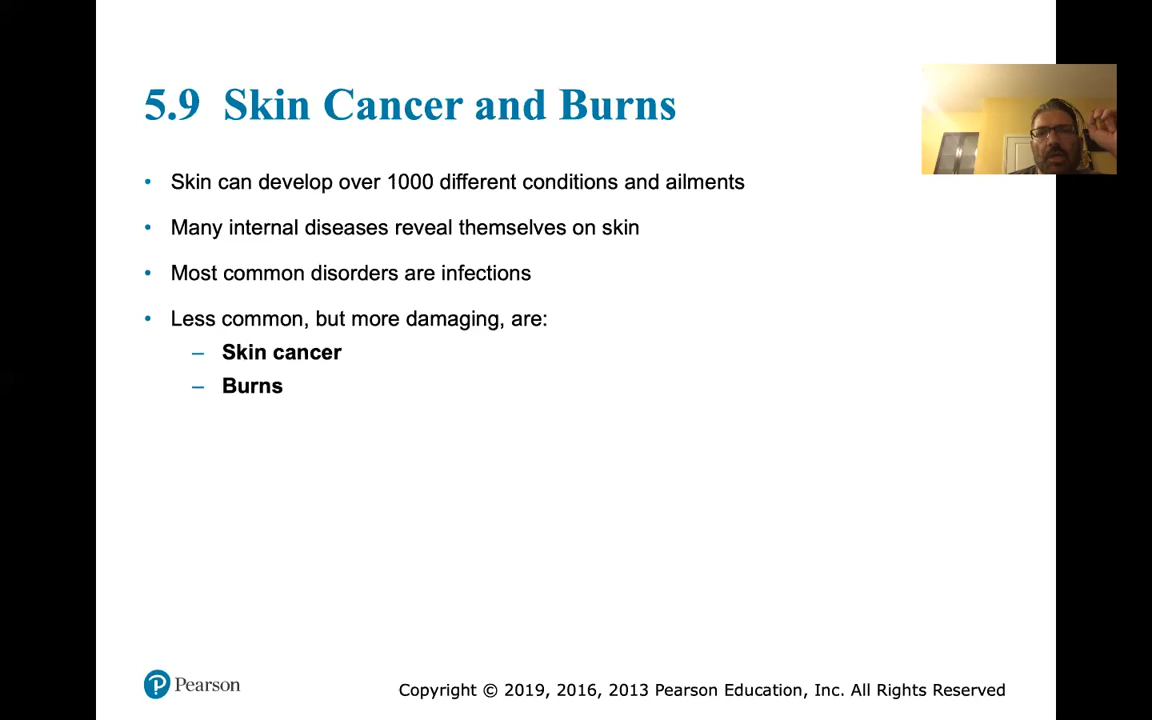 5.9 Skin Cancer and Burns
• Skin can develop over 1000 different conditions and ailments
• Many internal diseases reveal themselves on skin
• Most common disorders are infections
• Less common, but more damaging, are:
– Skin cancer
– Burns
Pearson
Copyright © 2019, 2016, 2013 Pearson Education, Inc. All Rights Reserved